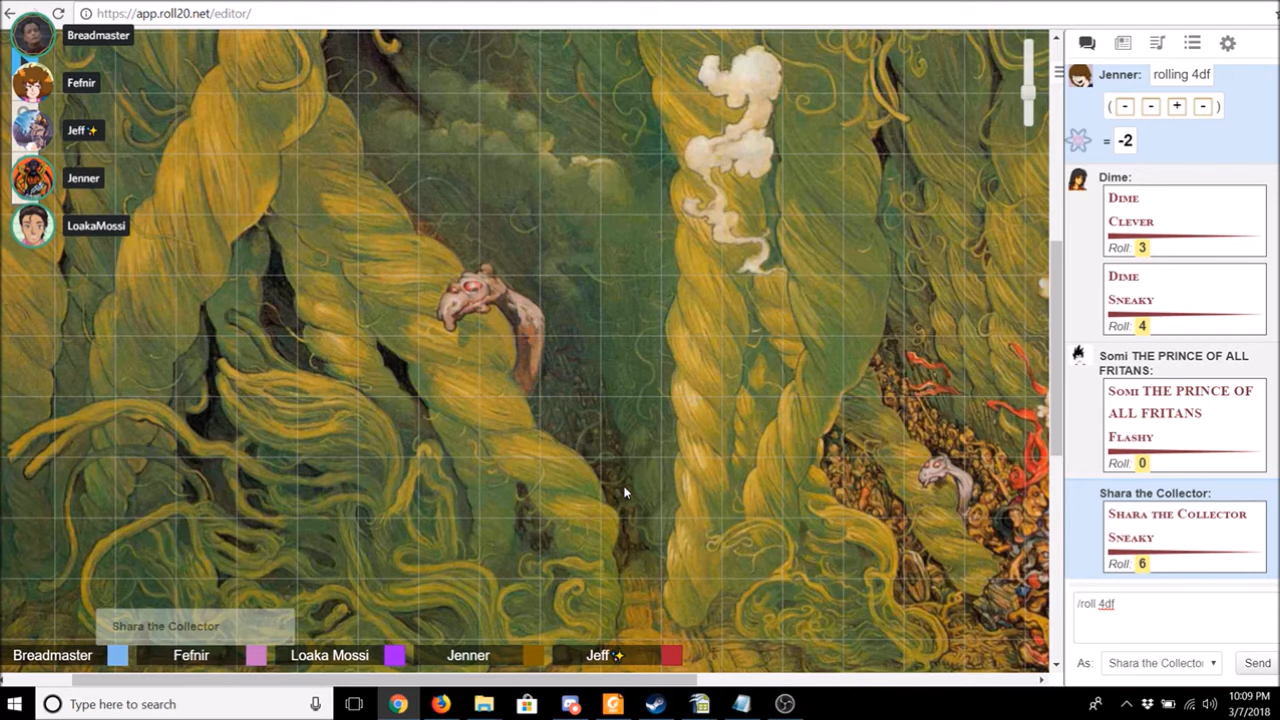 https://app.roll20.net/editor/
Breadmaster
Fefnir
Jeff✨
Jenner
LoakaMossi
Jenner: rolling 4df
( - - + - )
= -2
Dime:
DIME
CLEVER
Roll: 3
DIME
SNEAKY
Roll: 4
Somi THE PRINCE OF ALL
FRITANS:
SOMI THE PRINCE OF
ALL FRITANS
FLASHY
Roll: 0
Shara the Collector:
SHARA THE COLLECTOR
SNEAKY
Roll: 6
/roll 4df
As: Shara the Collector
Send
Shara the Collector
Breadmaster
Fefnir
Loaka Mossi
Jenner
Jeff✨
Type here to search
10:09 PM
3/7/2018